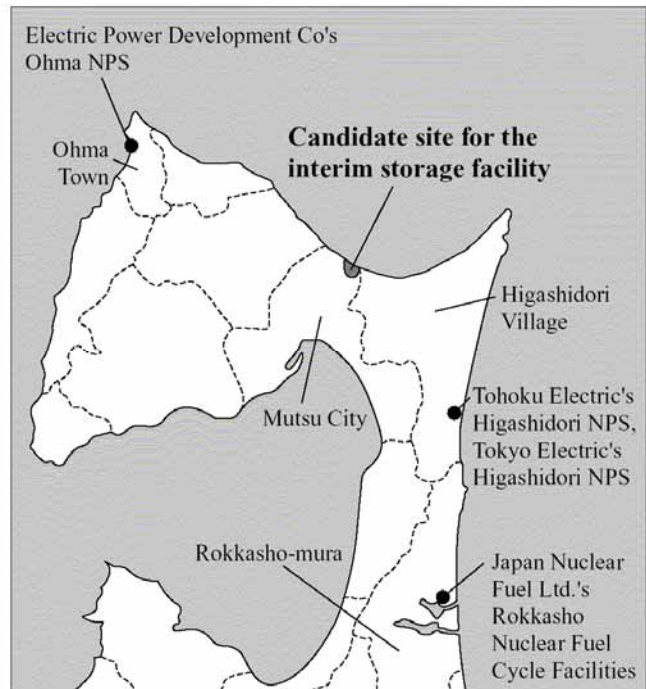 Electric Power Development Co's
Ohma NPS
Ohma
Town
Candidate site for the
interim storage facility
Higashidori
Village
Mutsu City
Tohoku Electric's
Higashidori NPS,
Tokyo Electric's
Higashidori NPS
Rokkasho-mura
Japan Nuclear
Fuel Ltd.'s
Rokkasho
Nuclear Fuel
Cycle Facilities